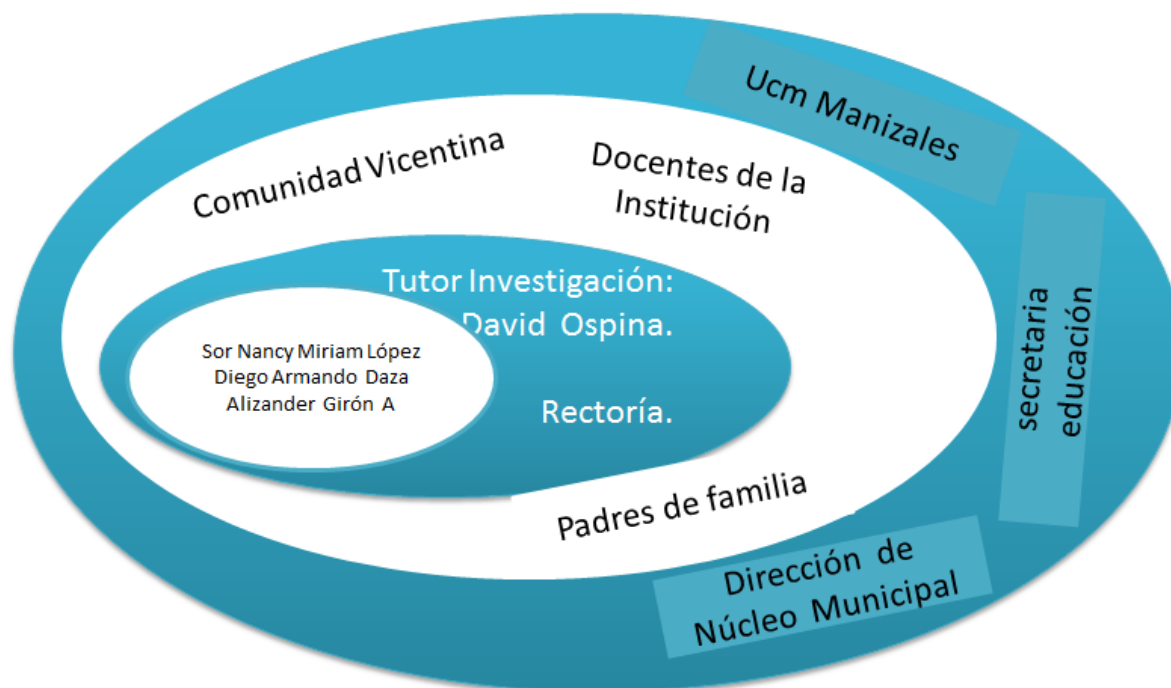 Ucm Manizales
Comunidad Vicentina
Docentes de la
Institución
secretaria
educación
Tutor Investigación:
David Ospina.
Rectoría.
Sor Nancy Miriam López
Diego Armando Daza
Alizander Girón A
Padres de familia
Dirección de
Núcleo Municipal